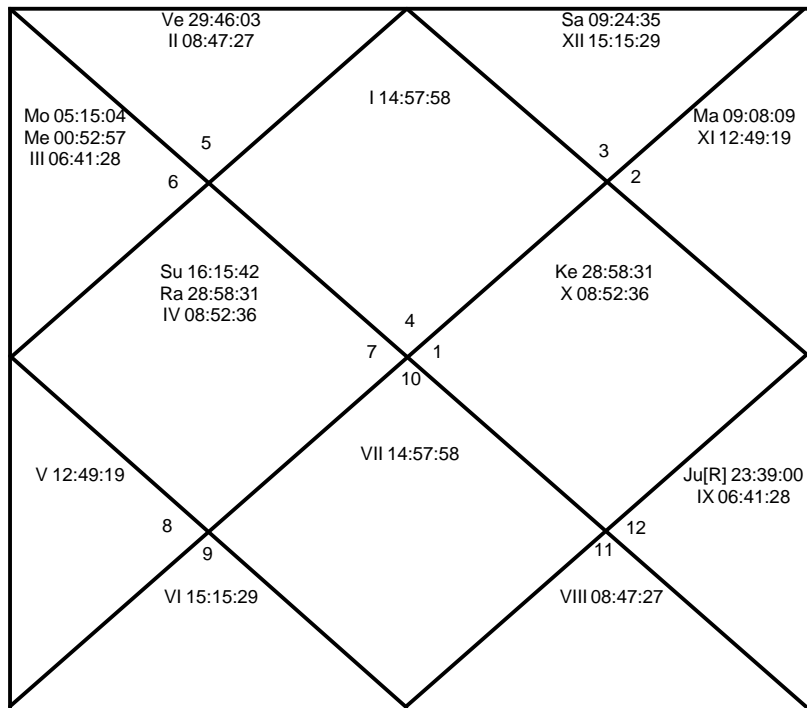 Ve 29:46:03
II 08:47:27
Sa 09:24:35
XII 15:15:29
I 14:57:58
Mo 05:15:04
Me 00:52:57
III 06:41:28
Ma 09:08:09
XI 12:49:19
5
3
6
2
Su 16:15:42
Ra 28:58:31
IV 08:52:36
Ke 28:58:31
X 08:52:36
4
7
1
10
VII 14:57:58
V 12:49:19
Ju[R] 23:39:00
IX 06:41:28
8
12
9
11
VI 15:15:29
VIII 08:47:27